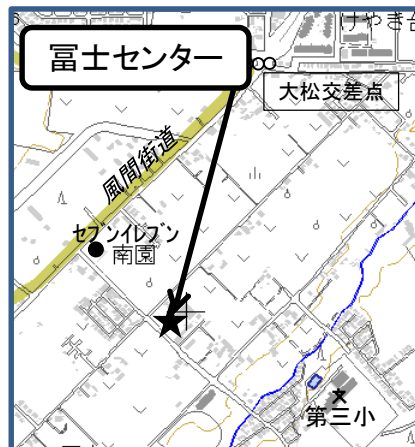 けやき台
冨士センター
大松交差点
風間街道
セブンイレブン
南園
第三小